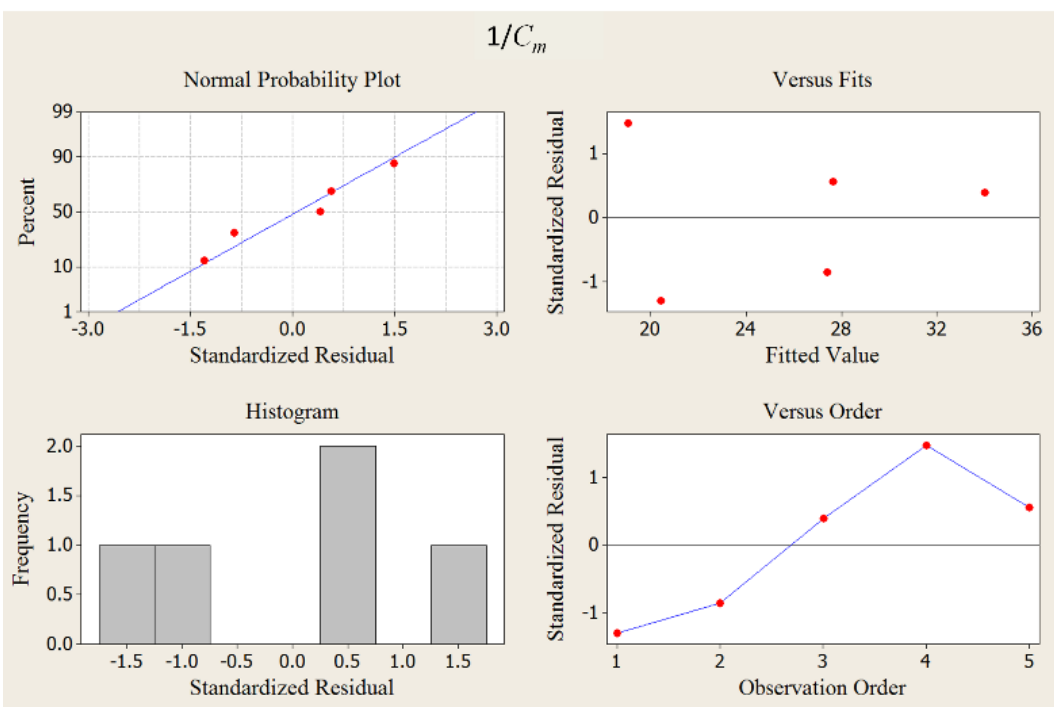 1/Cₘ
Normal Probability Plot
99
90
50
10
1
Percent
-3.0 -1.5 0.0 1.5 3.0
Standardized Residual
Versus Fits
1
0
-1
Standardized Residual
20 24 28 32 36
Fitted Value
Histogram
2.0
1.5
1.0
0.5
0.0
Frequency
-1.5 -1.0 -0.5 0.0 0.5 1.0 1.5
Standardized Residual
Versus Order
1
0
-1
Standardized Residual
1 2 3 4 5
Observation Order